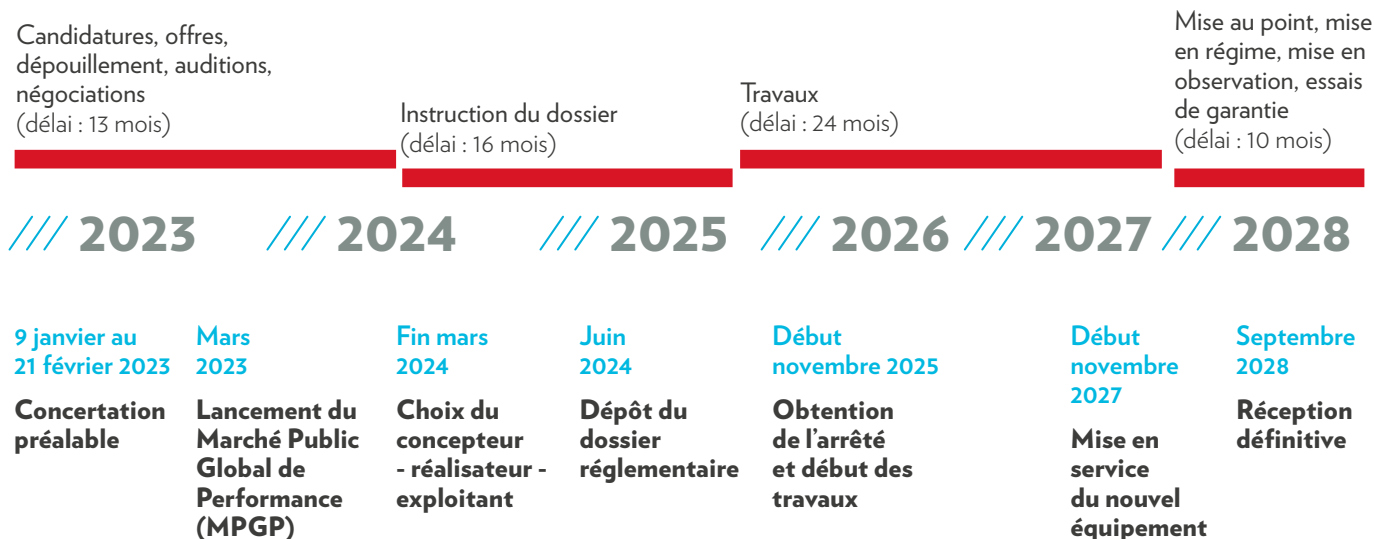 Candidatures, offres,
dépouillement, auditions,
négociations
(délai : 13 mois)
Instruction du dossier
(délai : 16 mois)
Travaux
(délai : 24 mois)
Mise au point, mise
en régime, mise en
observation, essais
de garantie
(délai : 10 mois)
/// 2023 /// 2024 /// 2025 /// 2026 /// 2027 /// 2028
9 janvier au
21 février 2023
Concertation
préalable
Mars
2023
Lancement du
Marché Public
Global de
Performance
(MPGP)
Fin mars
2024
Choix du
concepteur
- réalisateur -
exploitant
Juin
2024
Dépôt du
dossier
réglementaire
Début
novembre 2025
Obtention
de l’arrêté
et début des
travaux
Début
novembre
2027
Mise en
service
du nouvel
équipement
Septembre
2028
Réception
définitive